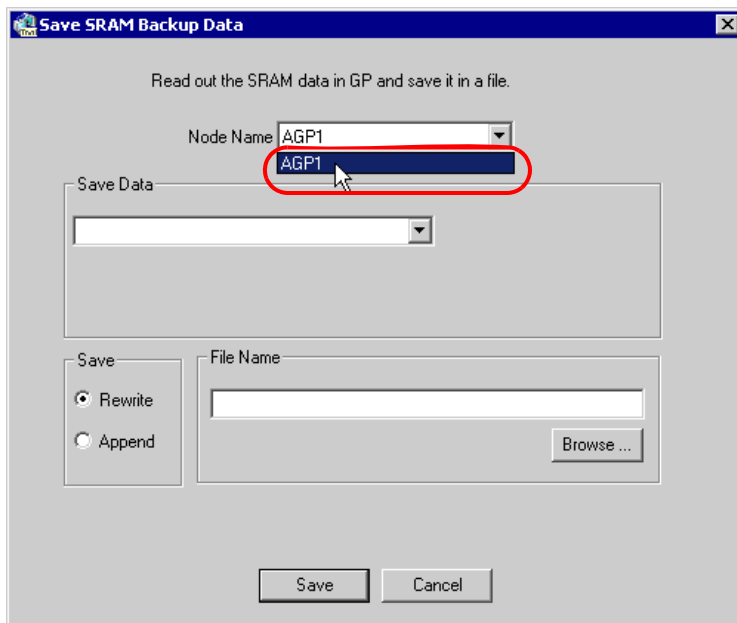 Save SRAM Backup Data
Read out the SRAM data in GP and save it in a file.
Node Name AGP1
AGP1
Save Data
Save
Rewrite
Append
File Name
Browse ...
Save Cancel